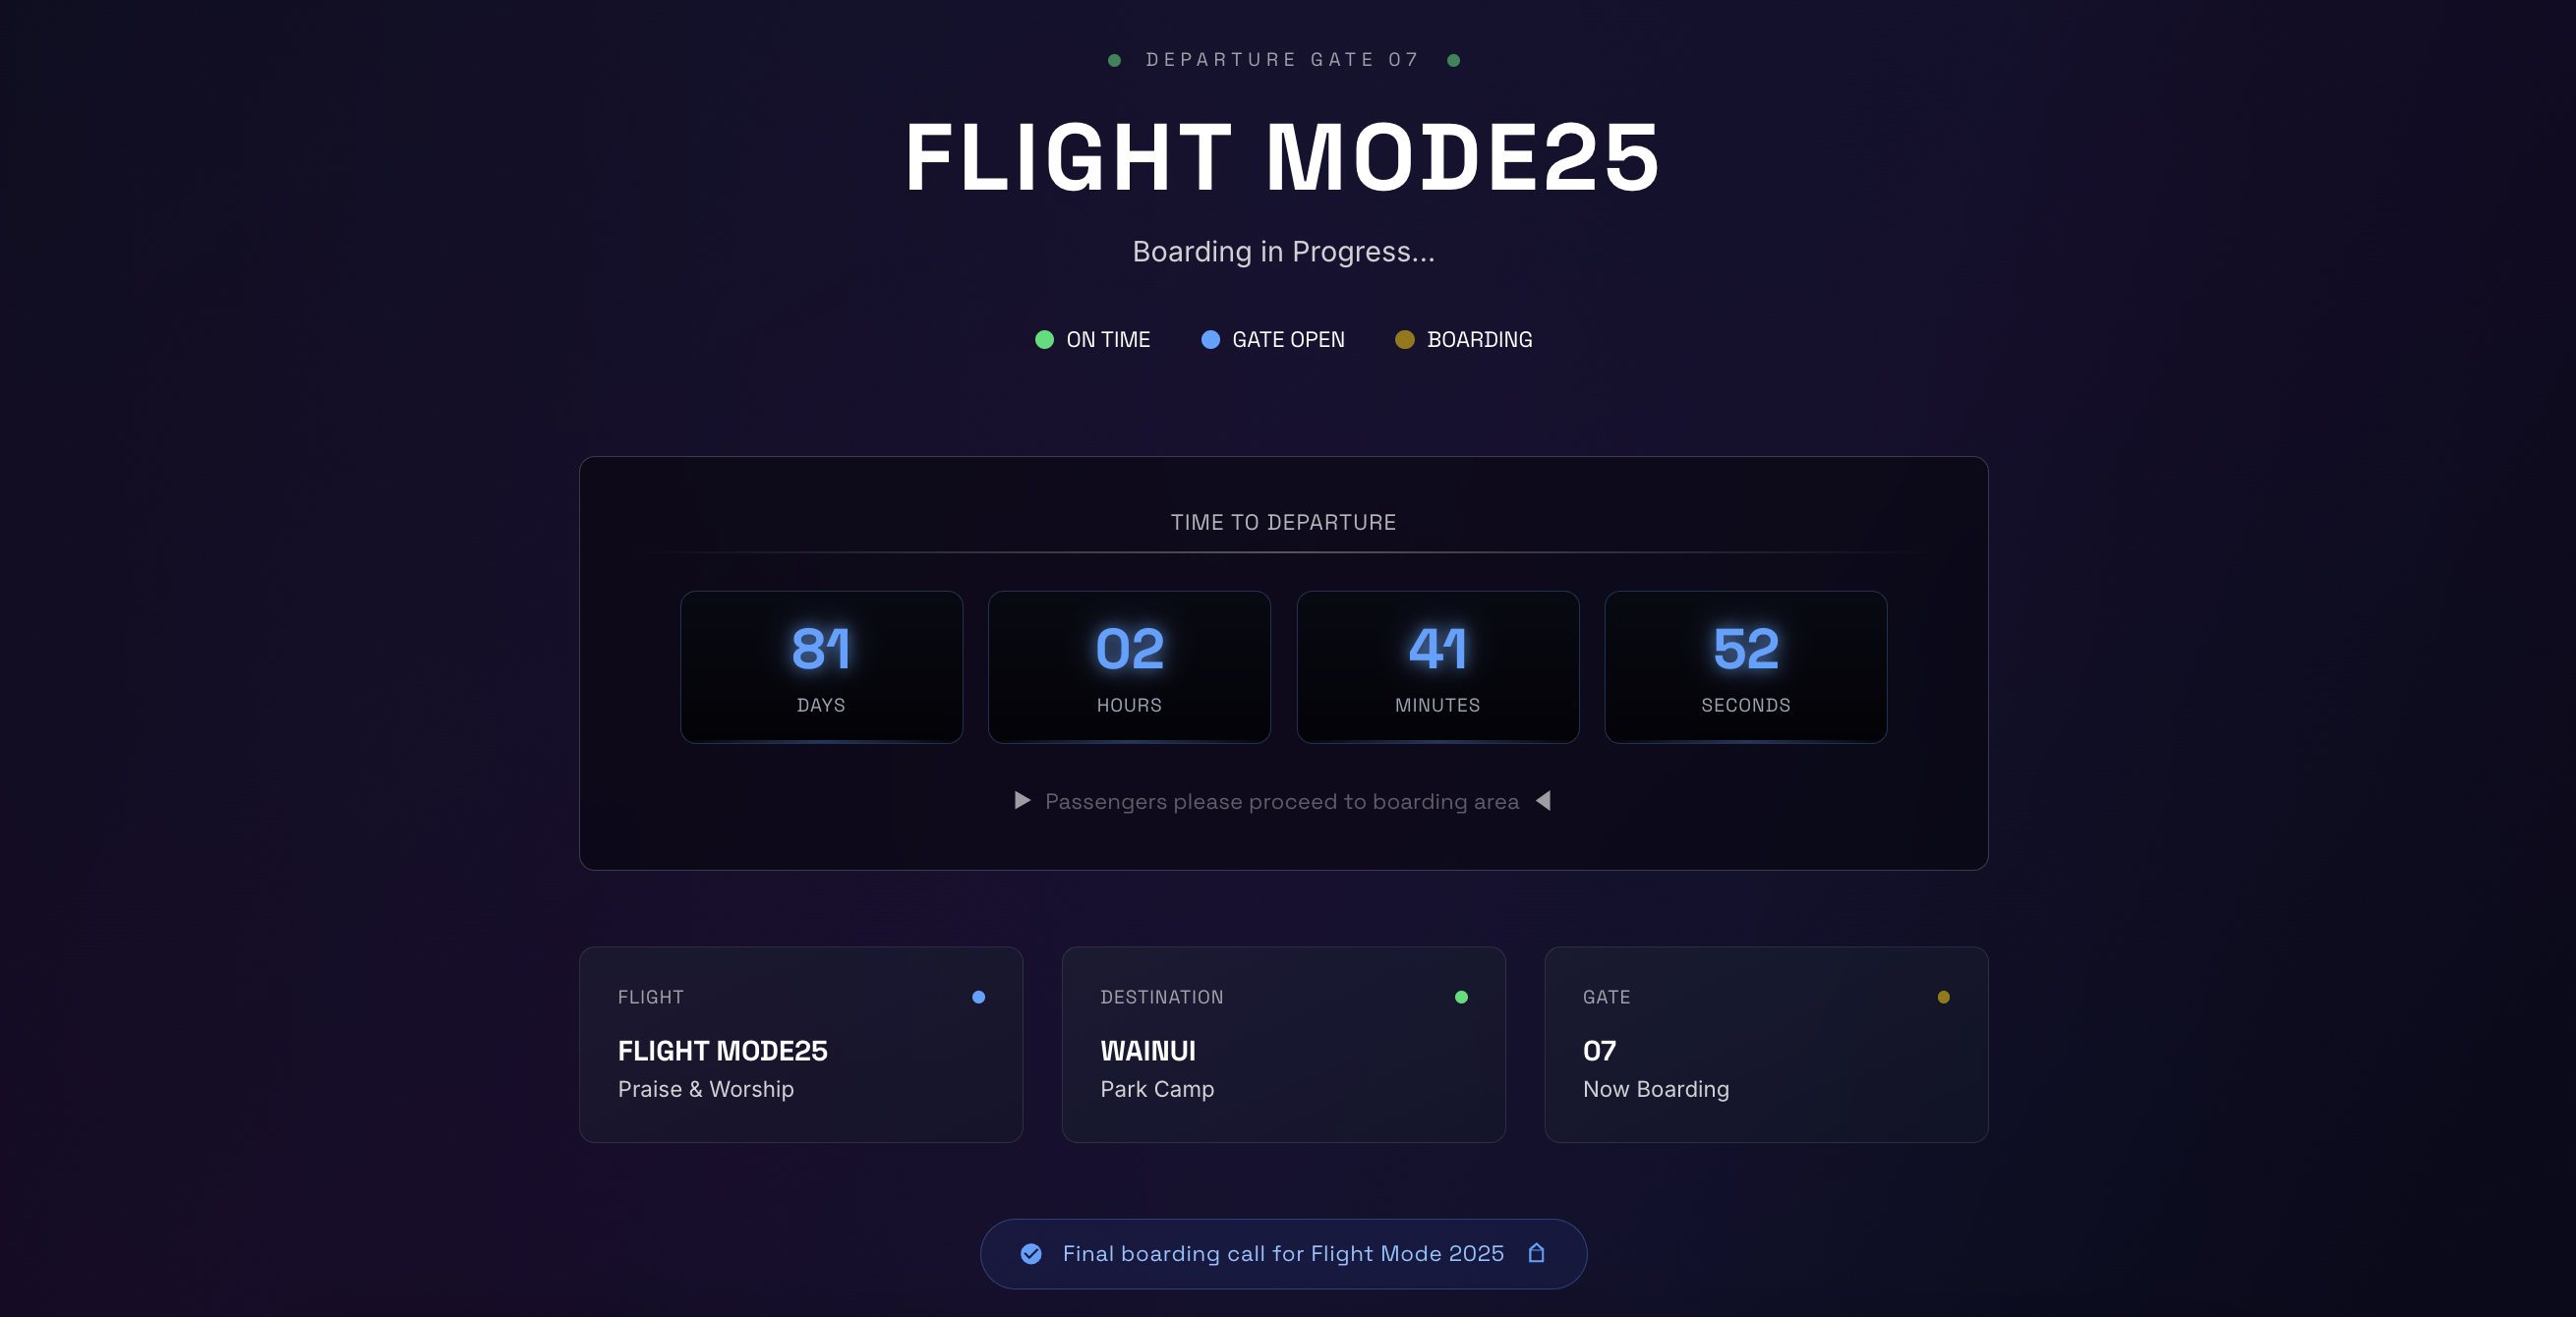 DEPARTURE GATE 07
FLIGHT MODE25
Boarding in Progress...
ON TIME GATE OPEN BOARDING
TIME TO DEPARTURE
81 02 41 52
DAYS HOURS MINUTES SECONDS
Passengers please proceed to boarding area
FLIGHT
FLIGHT MODE25
Praise & Worship
DESTINATION
WAINUI
Park Camp
GATE
07
Now Boarding
Final boarding call for Flight Mode 2025